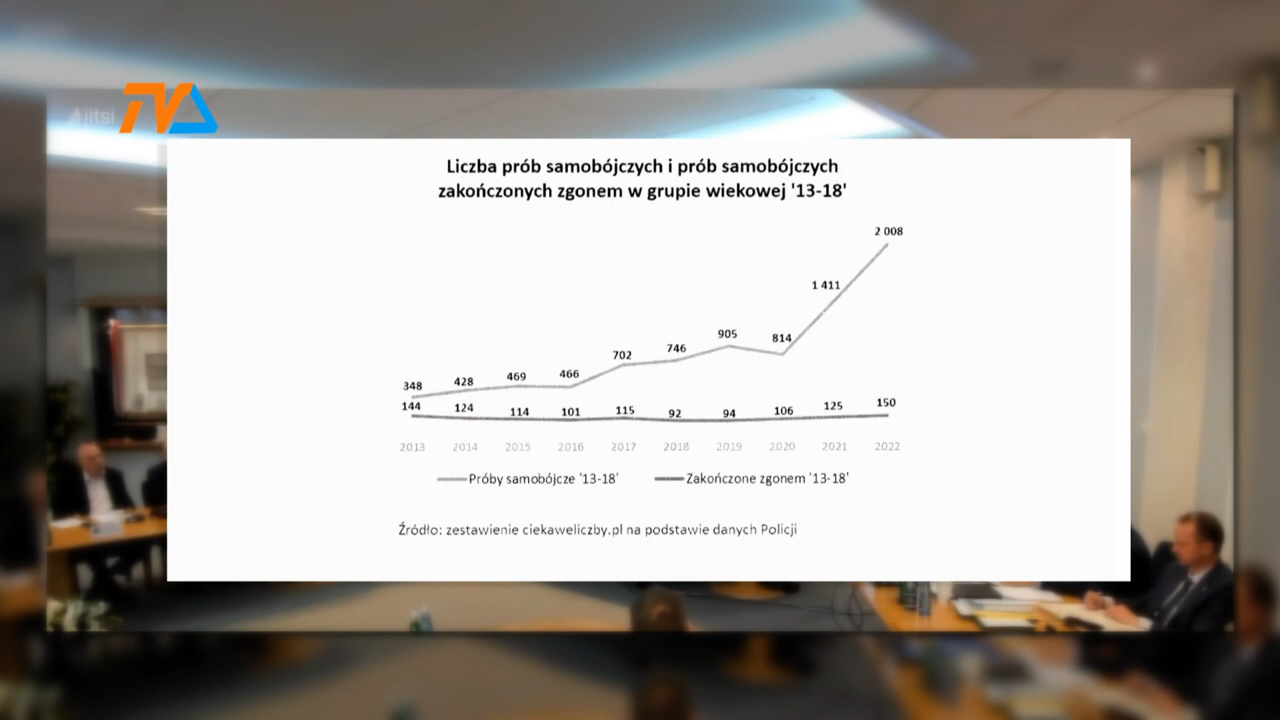 jitsi
TVA
Liczba prób samobójczych i prób samobójczych
zakończonych zgonem w grupie wiekowej '13-18'
2 008
1 411
905
814
746
702
469
466
428
348
144 124 114 101 115 92 94 106 125 150
2013 2014 2015 2016 2017 2018 2019 2020 2021 2022
Próby samobójcze '13-18' Zakończone zgonem '13-18'
Źródło: zestawienie ciekaweliczby.pl na podstawie danych Policji